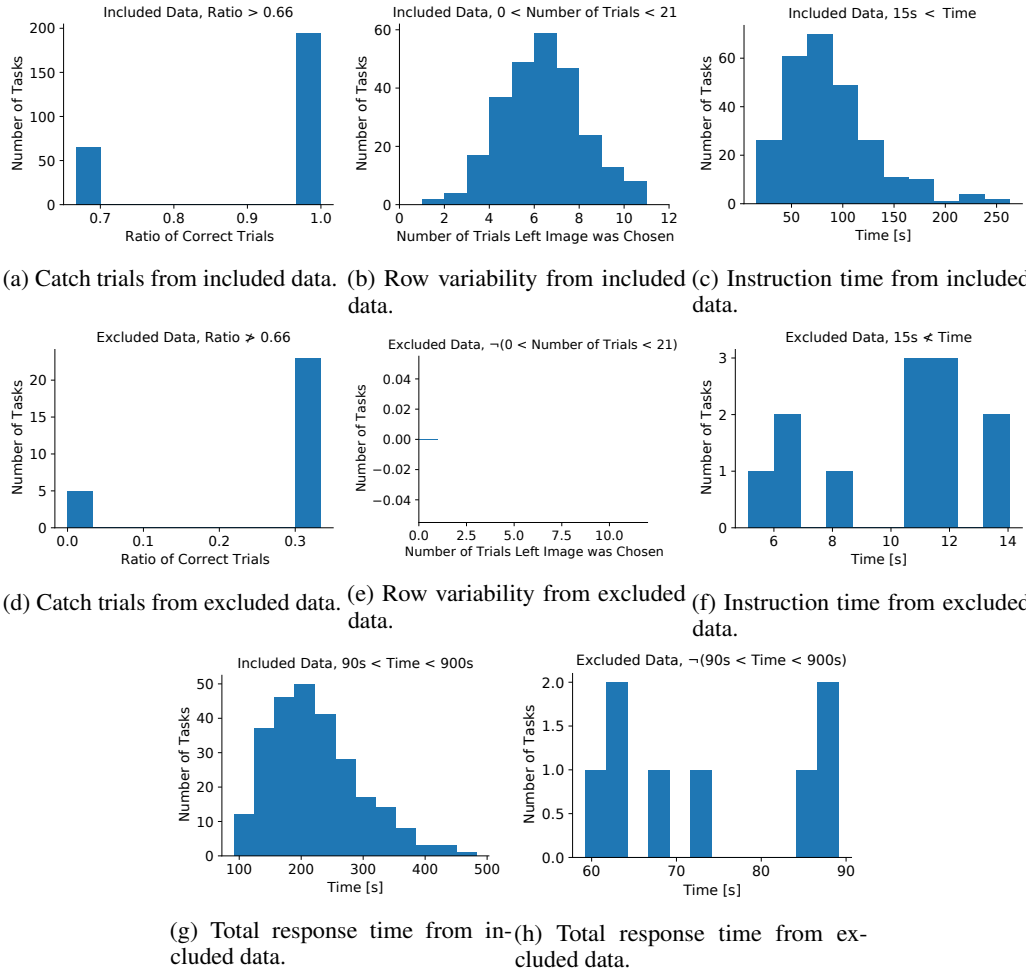 Included Data, Ratio > 0.66
Number of Tasks
200
150
100
50
0
0.7 0.8 0.9 1.0
Ratio of Correct Trials
(a) Catch trials from included data.
Included Data, 0 < Number of Trials < 21
Number of Tasks
60
40
20
0
0 2 4 6 8 10 12
Number of Trials Left Image was Chosen
(b) Row variability from included
data.
Included Data, 15s < Time
Number of Tasks
60
40
20
0
50 100 150 200 250
Time [s]
(c) Instruction time from included
data.
Excluded Data, Ratio ≯ 0.66
Number of Tasks
20
15
10
5
0
0.0 0.1 0.2 0.3
Ratio of Correct Trials
(d) Catch trials from excluded data.
Excluded Data, ¬(0 < Number of Trials < 21)
Number of Tasks
0.04
0.02
0.00
−0.02
−0.04
0.0 2.5 5.0 7.5 10.0
Number of Trials Left Image was Chosen
(e) Row variability from excluded
data.
Excluded Data, 15s ≮ Time
Number of Tasks
3
2
1
0
6 8 10 12 14
Time [s]
(f) Instruction time from excluded
data.
Included Data, 90s < Time < 900s
Number of Tasks
50
40
30
20
10
0
100 200 300 400 500
Time [s]
(g) Total response time from in-
cluded data.
Excluded Data, ¬(90s < Time < 900s)
Number of Tasks
2.0
1.5
1.0
0.5
0.0
60 70 80 90
Time [s]
(h) Total response time from ex-
cluded data.